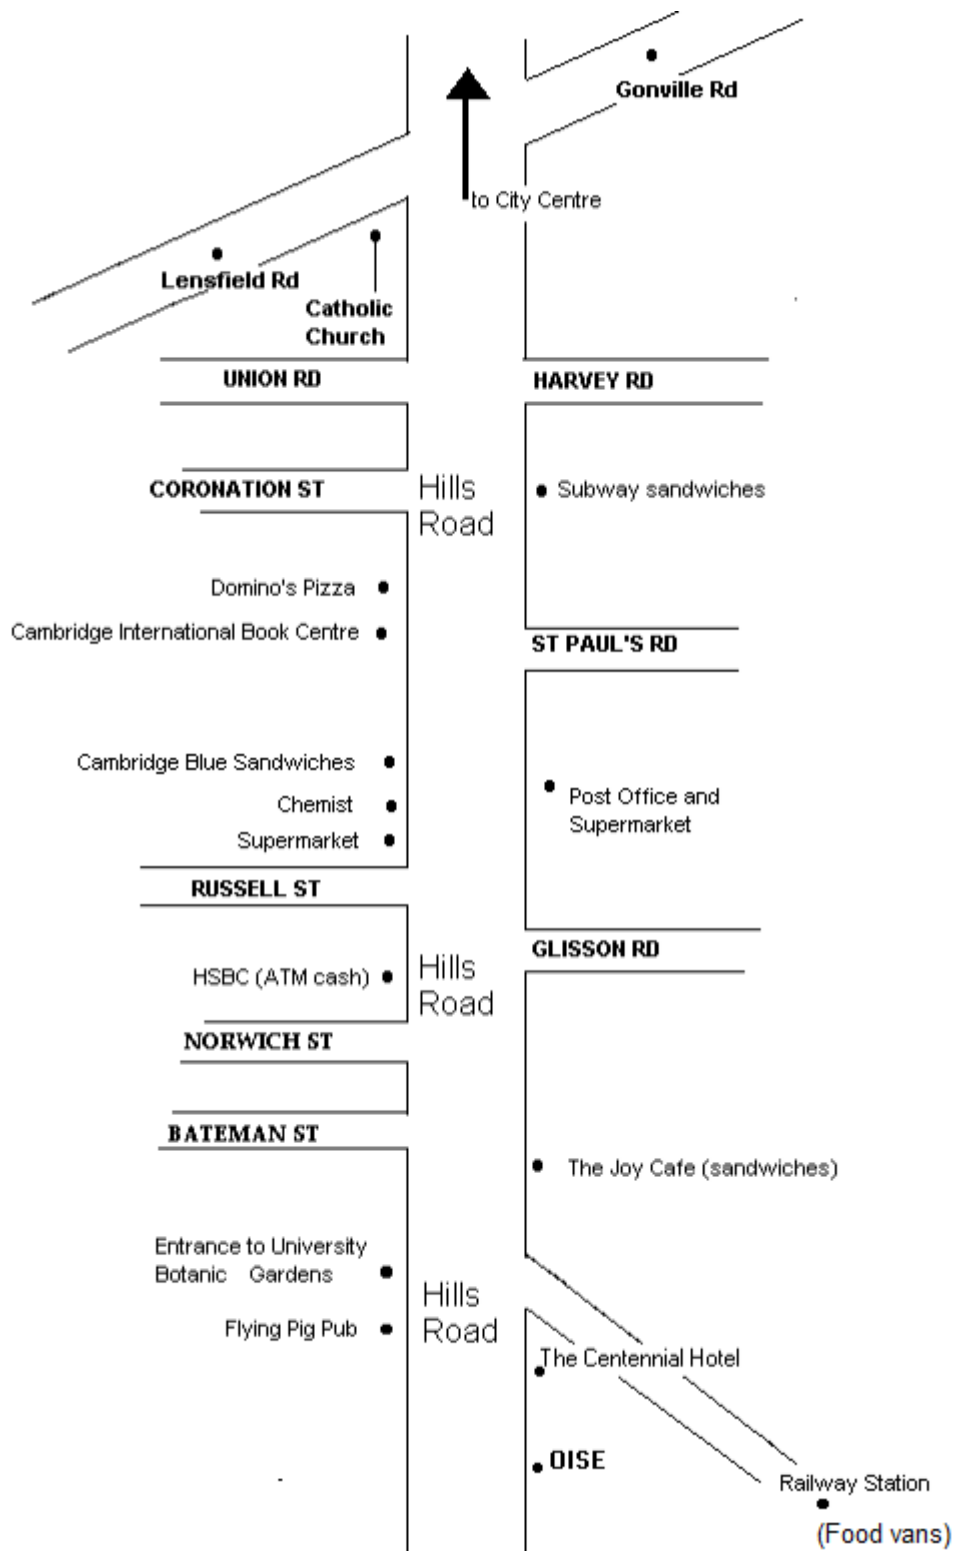 Gonville Rd
to City Centre
Lensfield Rd
Catholic
Church
UNION RD
HARVEY RD
CORONATION ST
Hills
Road
Subway sandwiches
Domino's Pizza
Cambridge International Book Centre
ST PAUL'S RD
Cambridge Blue Sandwiches
Chemist
Supermarket
Post Office and
Supermarket
RUSSELL ST
GLISSON RD
HSBC (ATM cash)
Hills
Road
NORWICH ST
BATEMAN ST
The Joy Cafe (sandwiches)
Entrance to University
Botanic Gardens
Flying Pig Pub
Hills
Road
The Centennial Hotel
OISE
Railway Station
(Food vans)